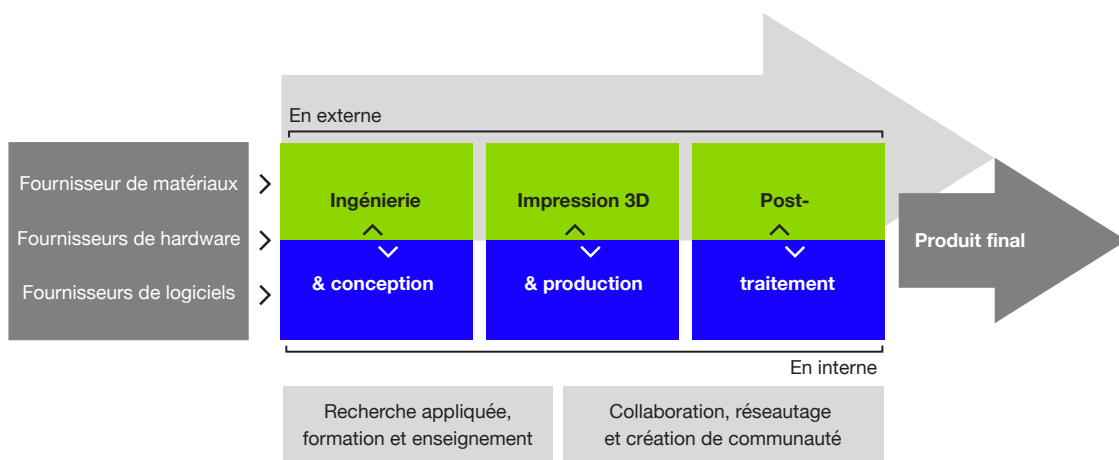 En externe
Fournisseur de matériaux
Fournisseurs de hardware
Fournisseurs de logiciels
Ingénierie
& conception
Impression 3D
& production
Post-
traitement
Produit final
En interne
Recherche appliquée,
formation et enseignement
Collaboration, réseautage
et création de communauté